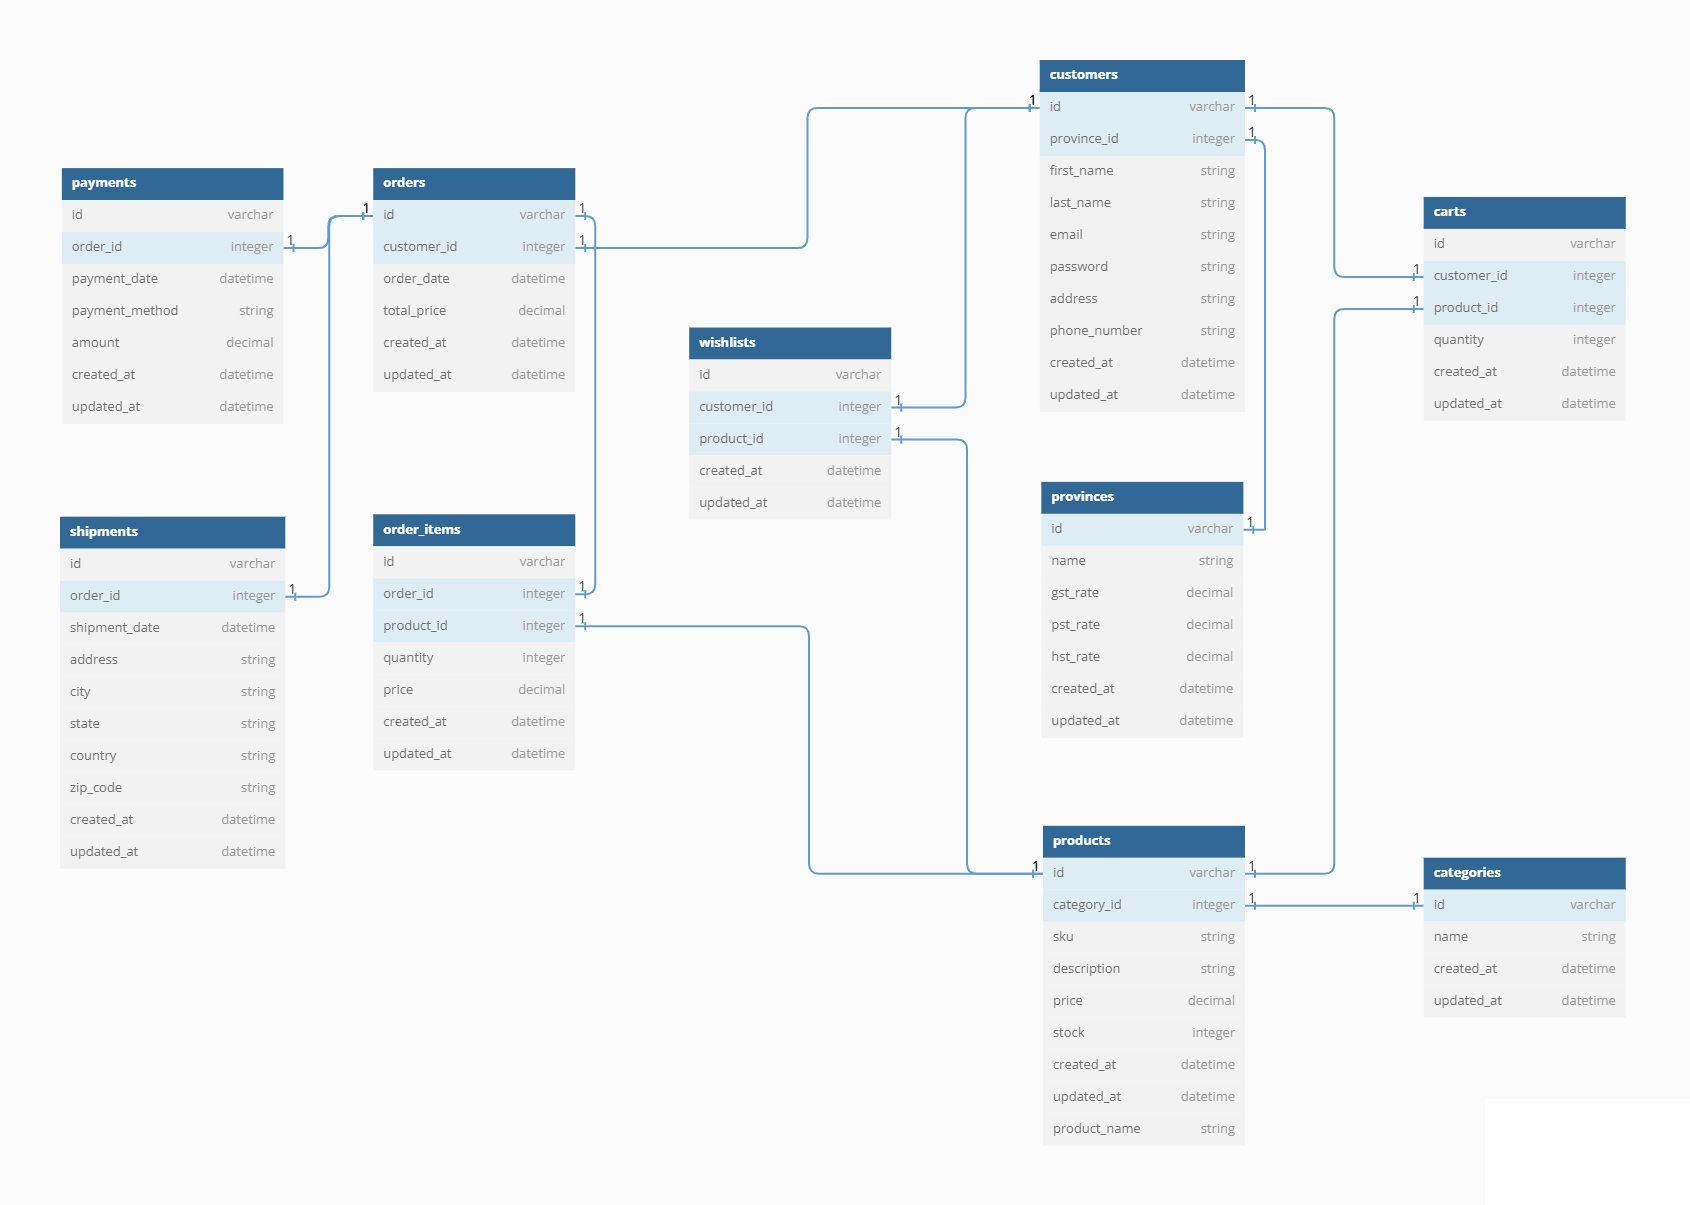 customers
1 id varchar 1
province_id integer 1
first_name string
last_name string
email string
password string
address string
phone_number string
created_at datetime
updated_at datetime
payments
id varchar
order_id integer 1
payment_date datetime
payment_method string
amount decimal
created_at datetime
updated_at datetime
orders
1 id varchar 1
customer_id integer 1
order_date datetime
total_price decimal
created_at datetime
updated_at datetime
carts
id varchar
1 customer_id integer
1 product_id integer
quantity integer
created_at datetime
updated_at datetime
wishlists
id varchar
customer_id integer 1
product_id integer 1
created_at datetime
updated_at datetime
provinces
id varchar 1
name string
gst_rate decimal
pst_rate decimal
hst_rate decimal
created_at datetime
updated_at datetime
shipments
id varchar
order_id integer 1
shipment_date datetime
address string
city string
state string
country string
zip_code string
created_at datetime
updated_at datetime
order_items
id varchar
order_id integer 1
product_id integer 1
quantity integer
price decimal
created_at datetime
updated_at datetime
products
1 id varchar 1
category_id integer 1
sku string
description string
price decimal
stock integer
created_at datetime
updated_at datetime
product_name string
categories
1 id varchar
name string
created_at datetime
updated_at datetime